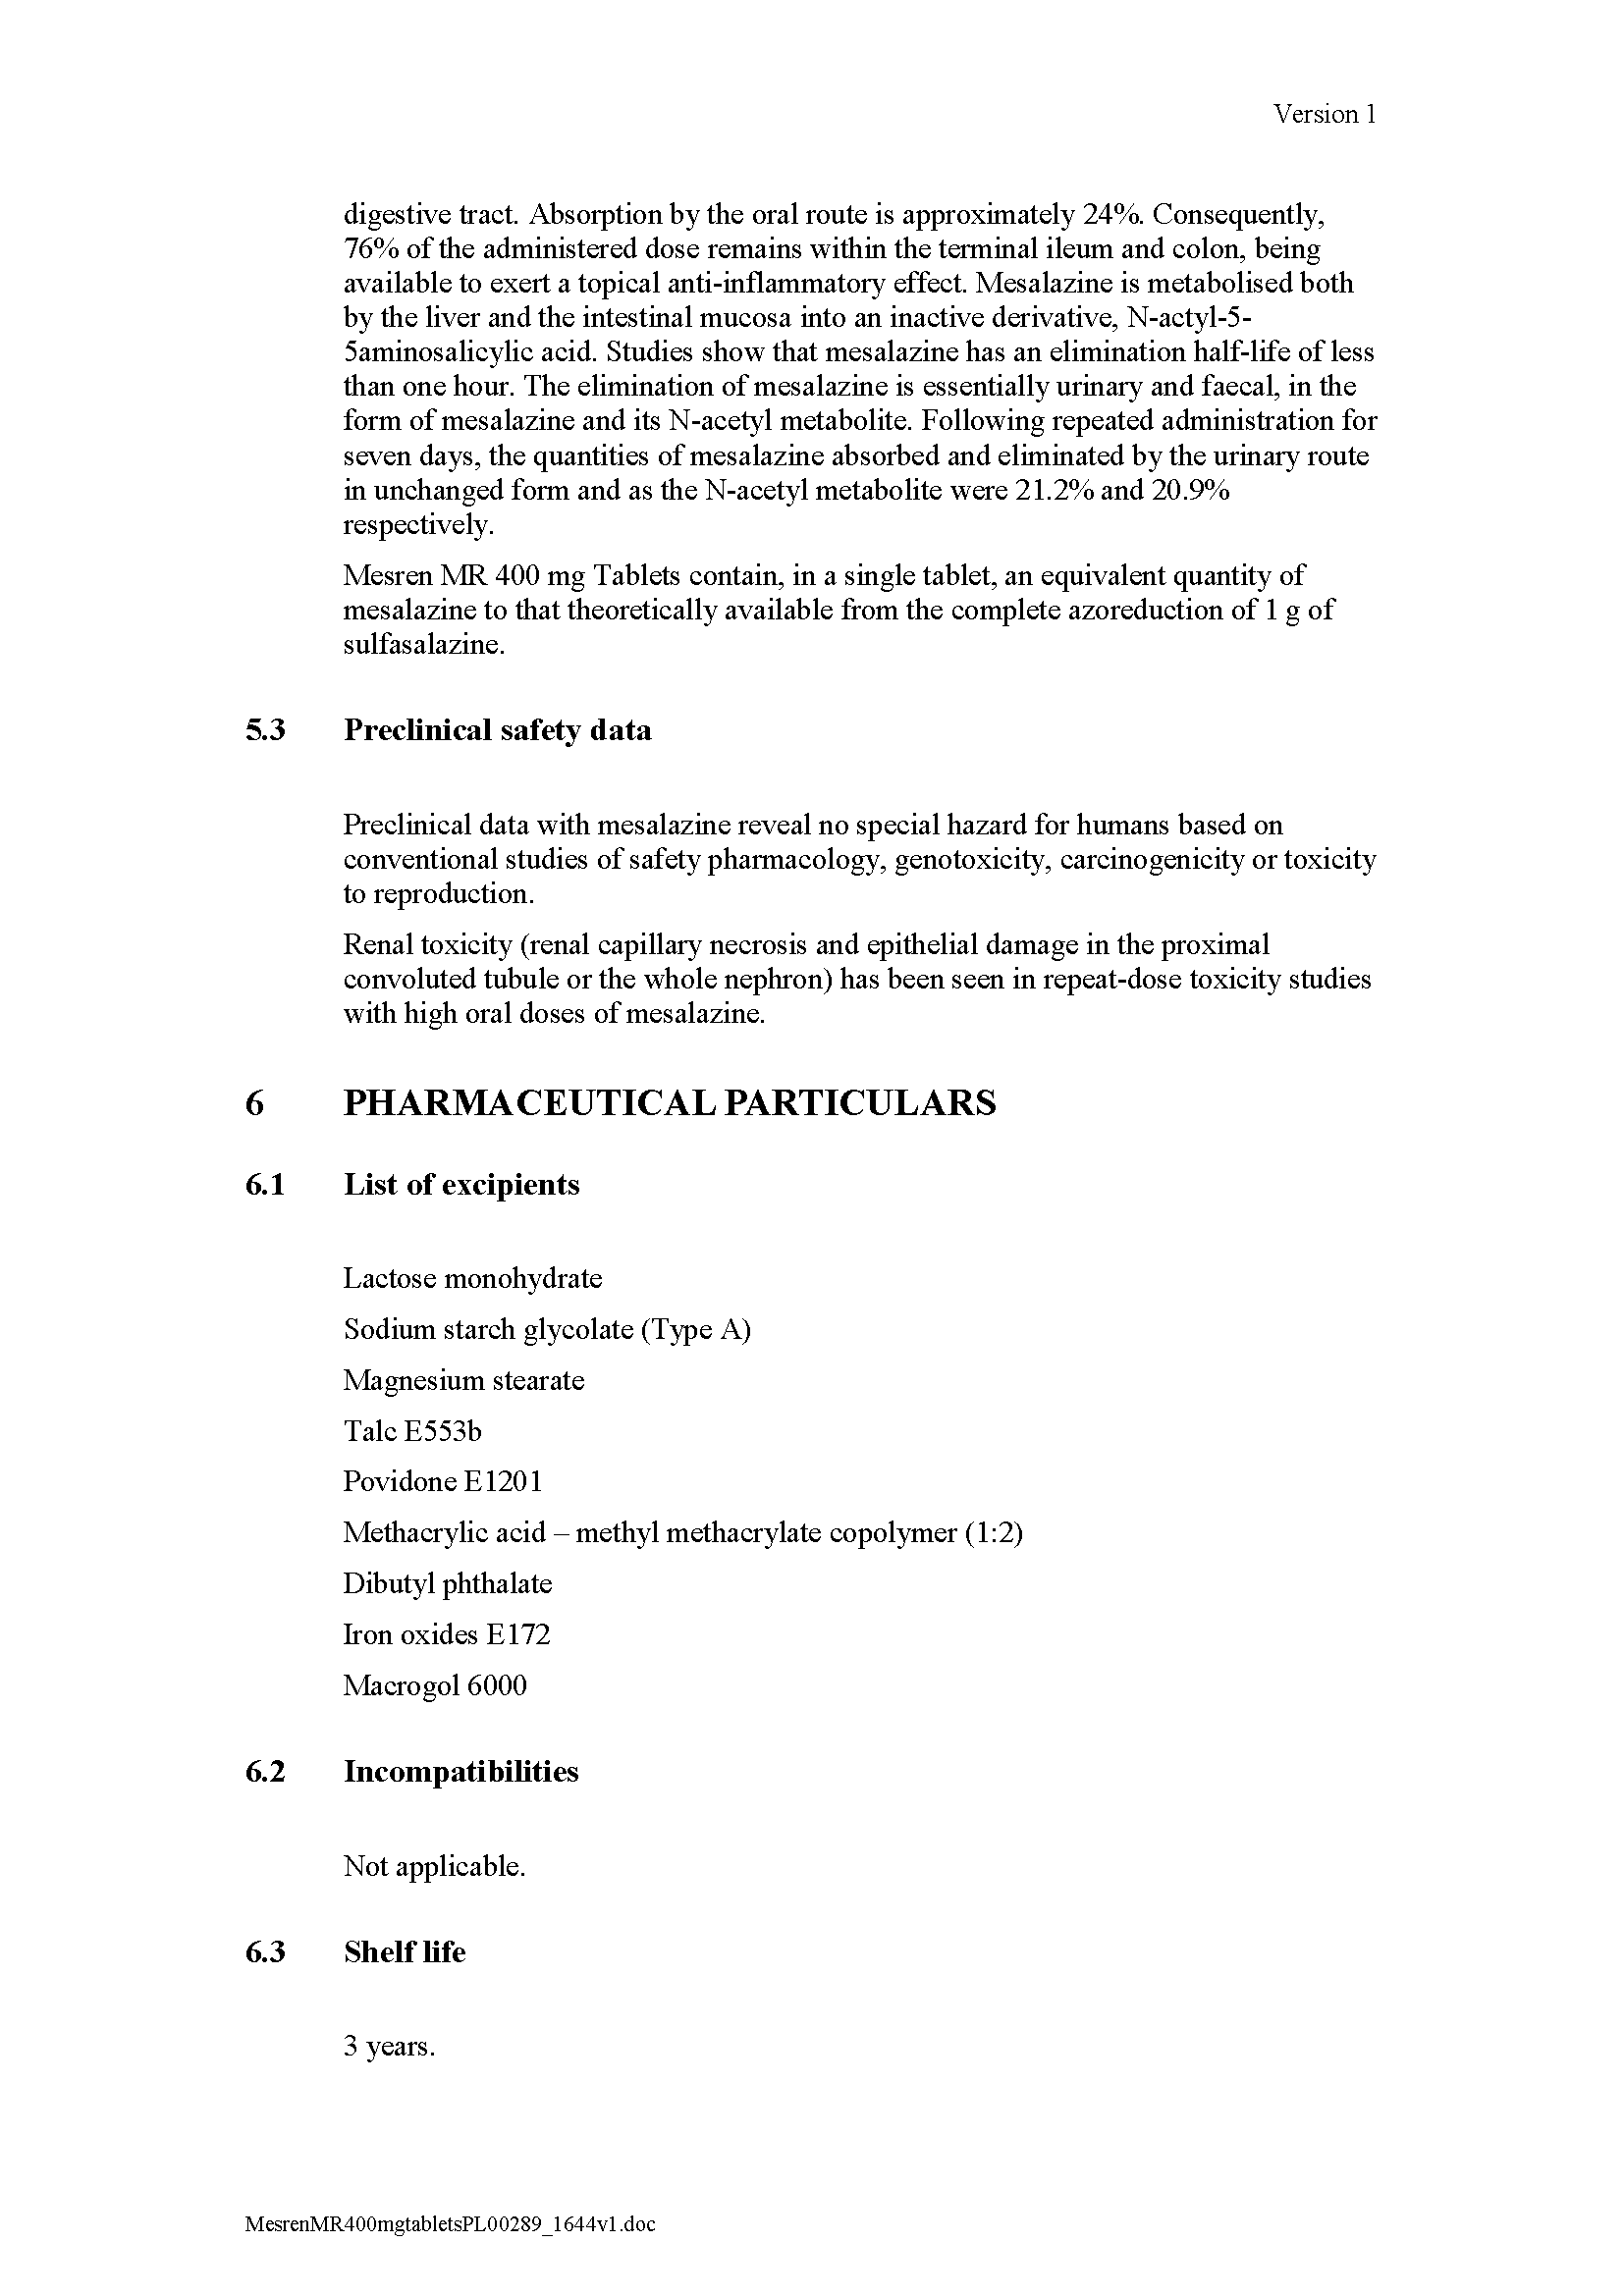 Version 1
digestive tract. Absorption by the oral route is approximately 24%. Consequently,
76% of the administered dose remains within the terminal ileum and colon, being
available to exert a topical anti-inflammatory effect. Mesalazine is metabolised both
by the liver and the intestinal mucosa into an inactive derivative, N-actyl-5-
5aminosalicylic acid. Studies show that mesalazine has an elimination half-life of less
than one hour. The elimination of mesalazine is essentially urinary and faecal, in the
form of mesalazine and its N-acetyl metabolite. Following repeated administration for
seven days, the quantities of mesalazine absorbed and eliminated by the urinary route
in unchanged form and as the N-acetyl metabolite were 21.2% and 20.9%
respectively.
Mesren MR 400 mg Tablets contain, in a single tablet, an equivalent quantity of
mesalazine to that theoretically available from the complete azoreduction of 1 g of
sulfasalazine.
5.3 Preclinical safety data
Preclinical data with mesalazine reveal no special hazard for humans based on
conventional studies of safety pharmacology, genotoxicity, carcinogenicity or toxicity
to reproduction.
Renal toxicity (renal capillary necrosis and epithelial damage in the proximal
convoluted tubule or the whole nephron) has been seen in repeat-dose toxicity studies
with high oral doses of mesalazine.
6 PHARMACEUTICAL PARTICULARS
6.1 List of excipients
Lactose monohydrate
Sodium starch glycolate (Type A)
Magnesium stearate
Talc E553b
Povidone E1201
Methacrylic acid – methyl methacrylate copolymer (1:2)
Dibutyl phthalate
Iron oxides E172
Macrogol 6000
6.2 Incompatibilities
Not applicable.
6.3 Shelf life
3 years.
MesrenMR400mgtabletsPL00289_1644v1.doc